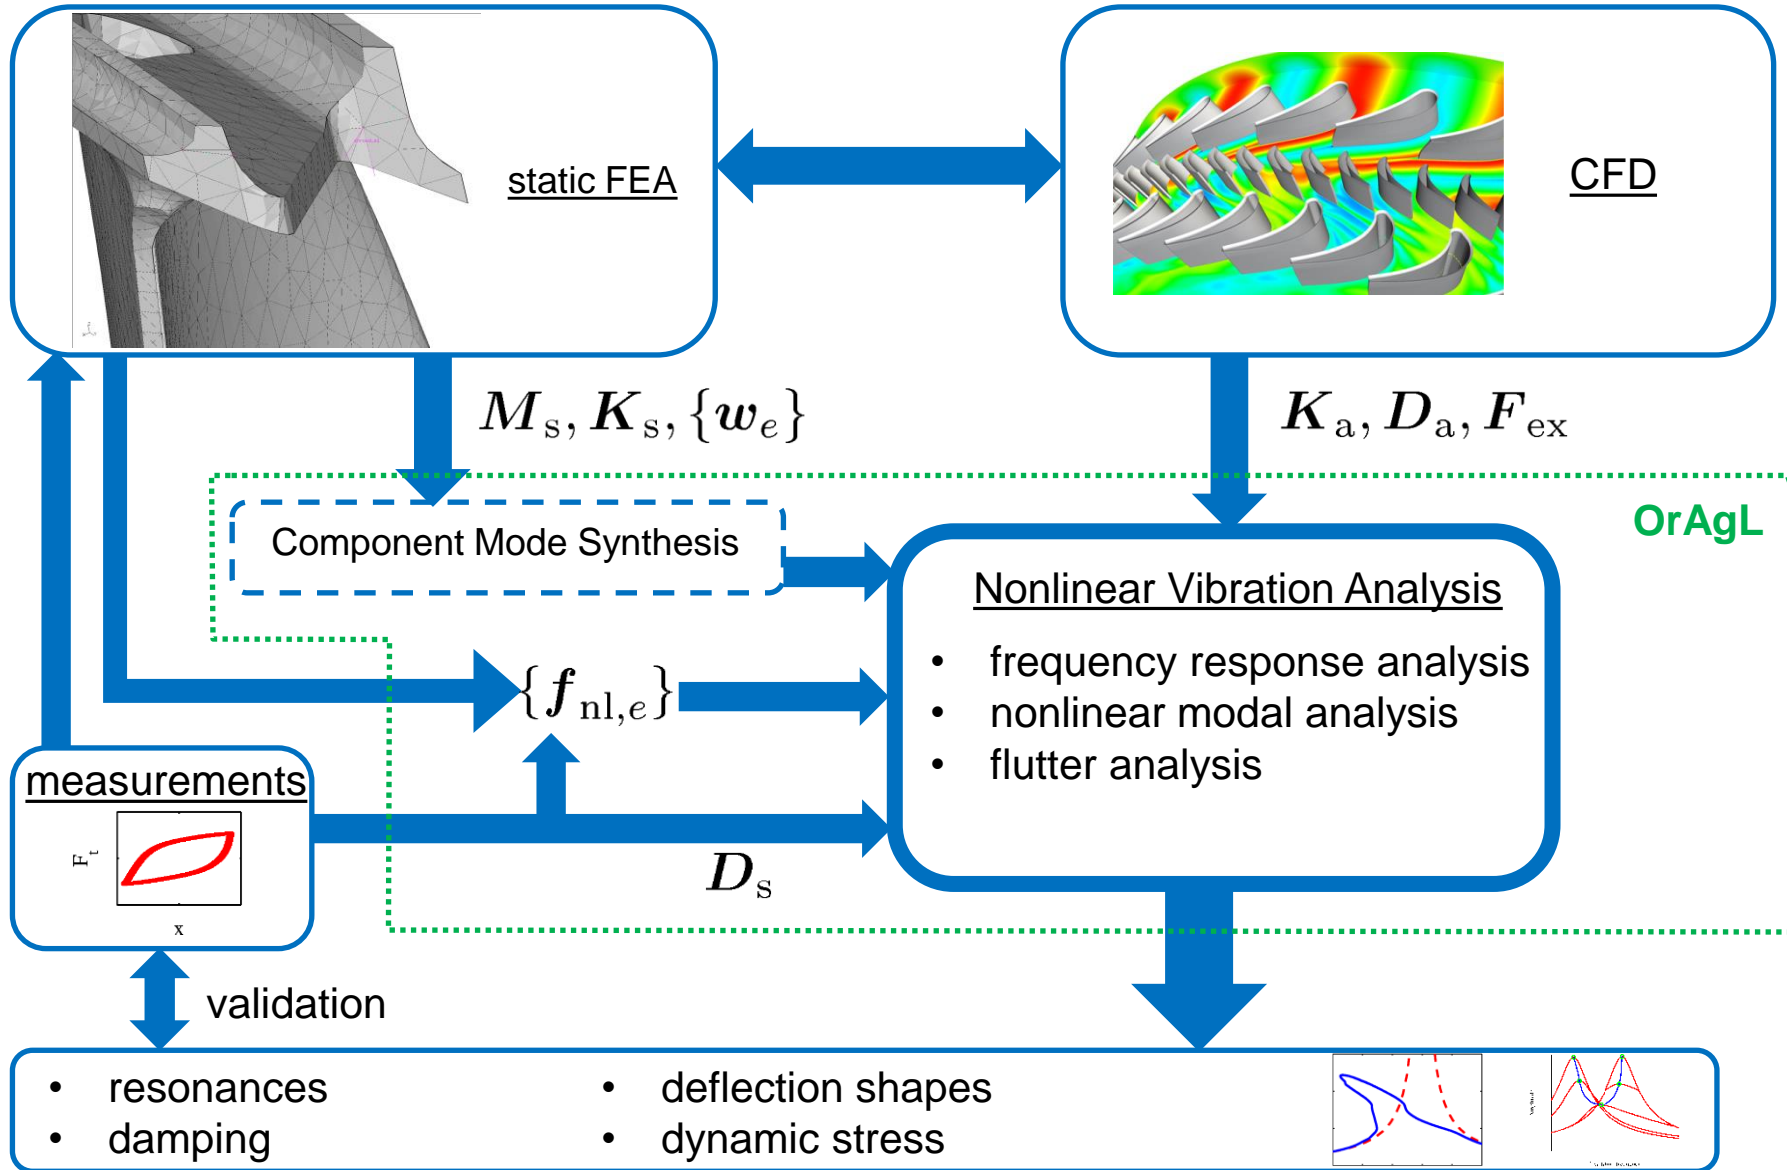 static FEA
CFD
M_s, K_s, {w_e}
K_a, D_a, F_ex
OrAgL
Component Mode Synthesis
Nonlinear Vibration Analysis
• frequency response analysis
• nonlinear modal analysis
• flutter analysis
{f_nl,e}
measurements
F_t
x
D_s
validation
• resonances
• damping
• deflection shapes
• dynamic stress